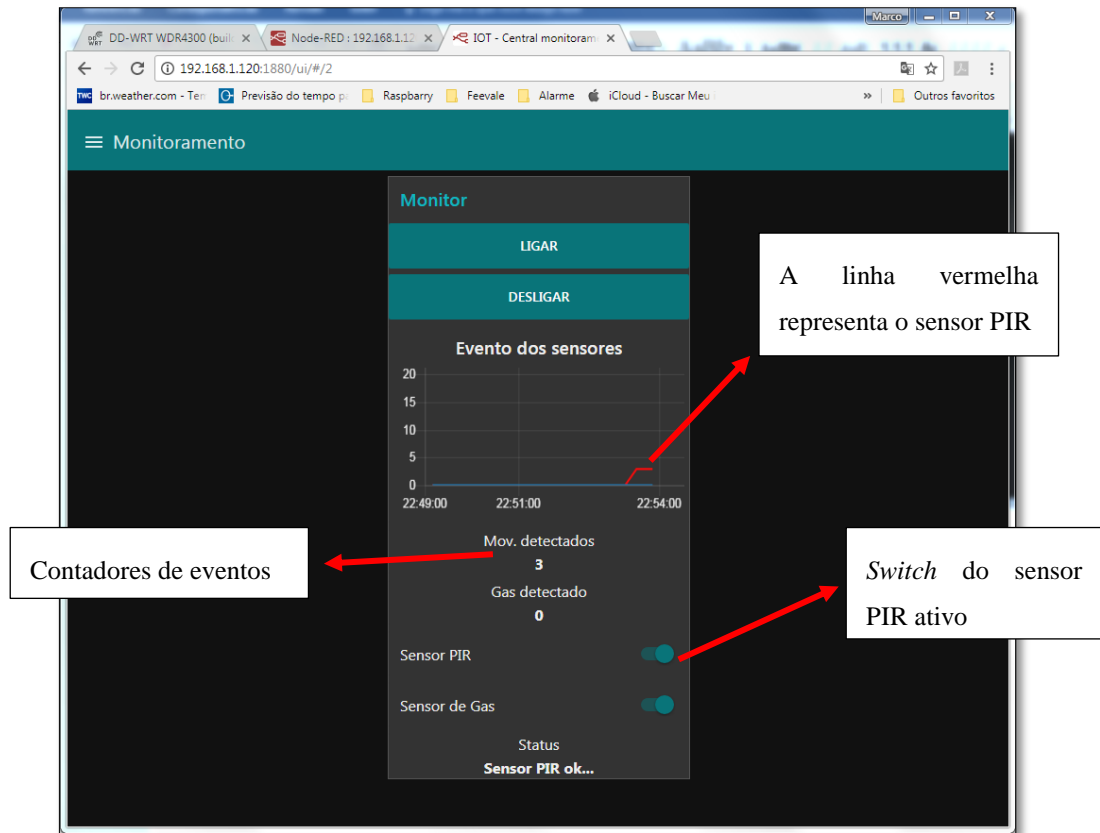 Marco
DD-WRT WDR4300 (buil
Node-RED : 192.168.1.12
IOT - Central monitoram
192.168.1.120:1880/ui/#/2
br.weather.com - Tem
Previsão do tempo p
Raspbarry
Feevale
Alarme
iCloud - Buscar Meu
»
Outros favoritos
Monitoramento
Monitor
LIGAR
DESLIGAR
A linha vermelha
representa o sensor PIR
Evento dos sensores
20
15
10
5
0
22:49:00 22:51:00 22:54:00
Contadores de eventos
Mov. detectados
3
Gas detectado
0
Switch do sensor
PIR ativo
Sensor PIR
Sensor de Gas
Status
Sensor PIR ok...